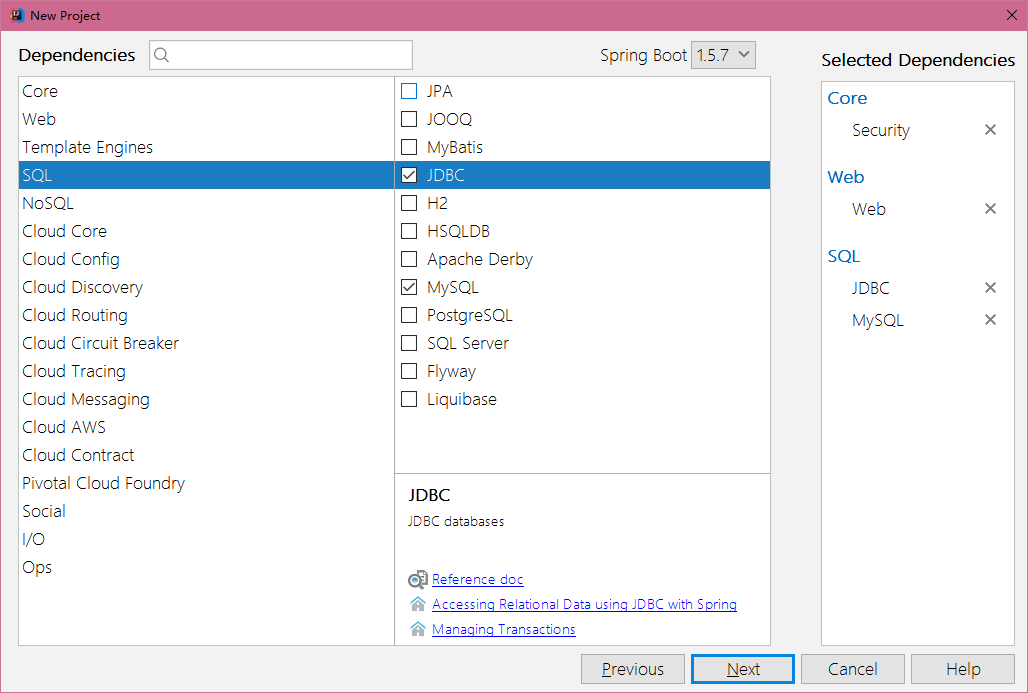 New Project
Dependencies
Spring Boot 1.5.7
Selected Dependencies
Core
Web
Template Engines
SQL
NoSQL
Cloud Core
Cloud Config
Cloud Discovery
Cloud Routing
Cloud Circuit Breaker
Cloud Tracing
Cloud Messaging
Cloud AWS
Cloud Contract
Pivotal Cloud Foundry
Social
I/O
Ops
JPA
JOOQ
MyBatis
JDBC
H2
HSQLDB
Apache Derby
MySQL
PostgreSQL
SQL Server
Flyway
Liquibase
JDBC
JDBC databases
Reference doc
Accessing Relational Data using JDBC with Spring
Managing Transactions
Core
Security
Web
Web
SQL
JDBC
MySQL
Previous
Next
Cancel
Help